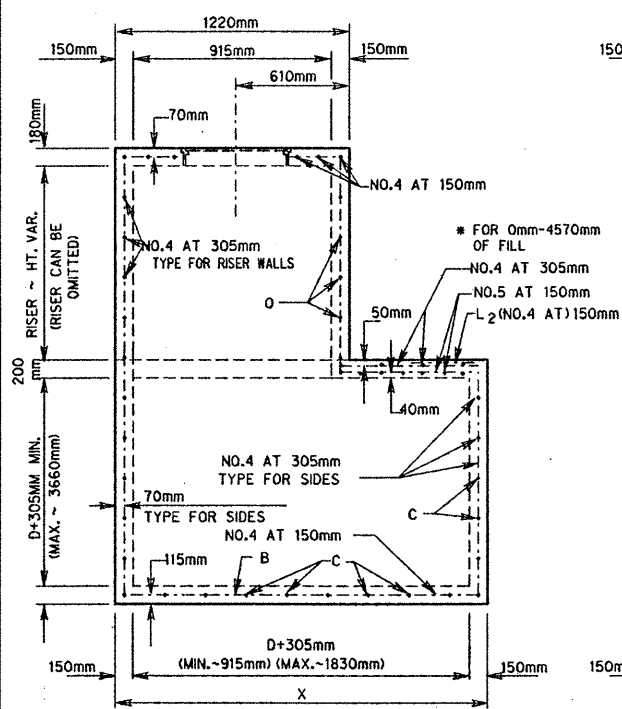 1220mm
150mm
915mm
150mm
150
610mm
180mm
70mm
NO.4 AT 150mm
RISER ~ HT. VAR.
(RISER CAN BE
OMITTED)
NO.4 AT 305mm
TYPE FOR RISER WALLS
* FOR 0mm-4570mm
OF FILL
NO.4 AT 305mm
O
50mm
NO.5 AT 150mm
L2(NO.4 AT)150mm
200
mm
40mm
D+305MM MIN.
(MAX. ~ 3660mm)
NO.4 AT 305mm
TYPE FOR SIDES
70mm
TYPE FOR SIDES
C
NO.4 AT 150mm
115mm
B
C
D+305mm
(MIN.~915mm) (MAX.~1830mm)
150mm
150mm
150m
X